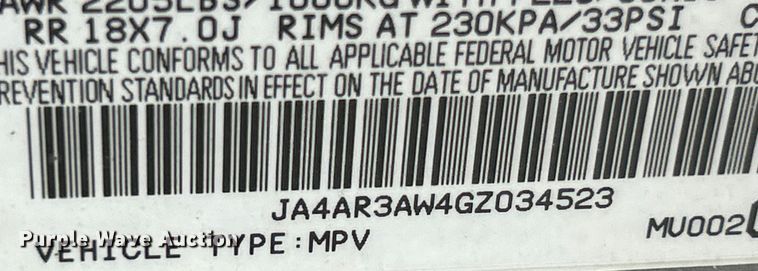 RR 18X7.0J RIMS AT 230KPA/33PSI C
HIS VEHICLE CONFORMS TO ALL APPLICABLE FEDERAL MOTOR VEHICLE SAFET
REVENTION STANDARDS IN EFFECT ON THE DATE OF MANUFACTURE SHOWN ABO
JA4AR3AW4GZ034523
MU002
Purple Wave Auction
VEHICLE TYPE:MPV